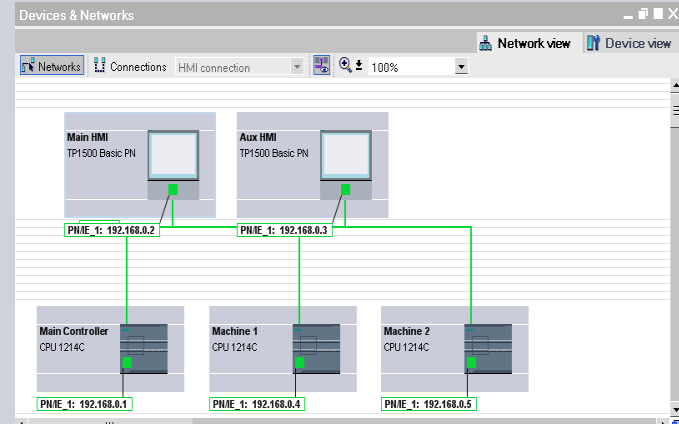 Devices & Networks
Network view
Device view
Networks
Connections
HMI connection
100%
Main HMI
TP1500 Basic PN
Aux HMI
TP1500 Basic PN
PN/IE_1: 192.168.0.2
PN/IE_1: 192.168.0.3
Main Controller
CPU 1214C
Machine 1
CPU 1214C
Machine 2
CPU 1214C
PN/IE_1: 192.168.0.1
PN/IE_1: 192.168.0.4
PN/IE_1: 192.168.0.5